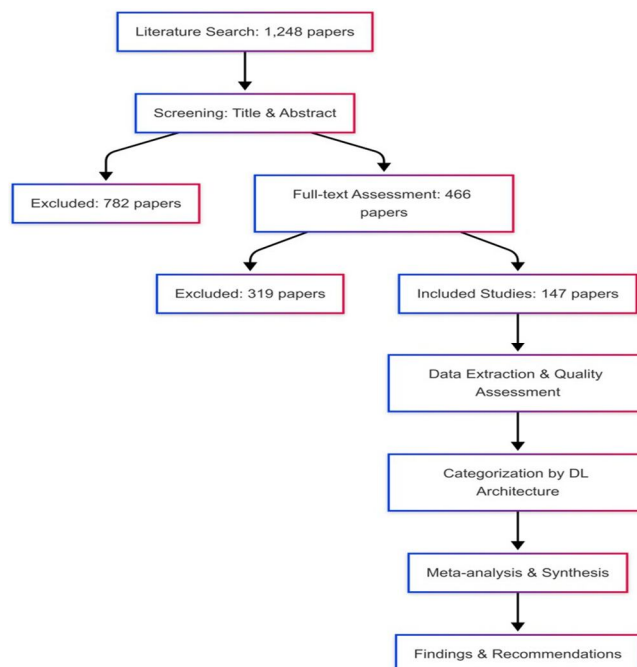 Literature Search: 1,248 papers
Screening: Title & Abstract
Excluded: 782 papers
Full-text Assessment: 466
papers
Excluded: 319 papers
Included Studies: 147 papers
Data Extraction & Quality
Assessment
Categorization by DL
Architecture
Meta-analysis & Synthesis
Findings & Recommendations